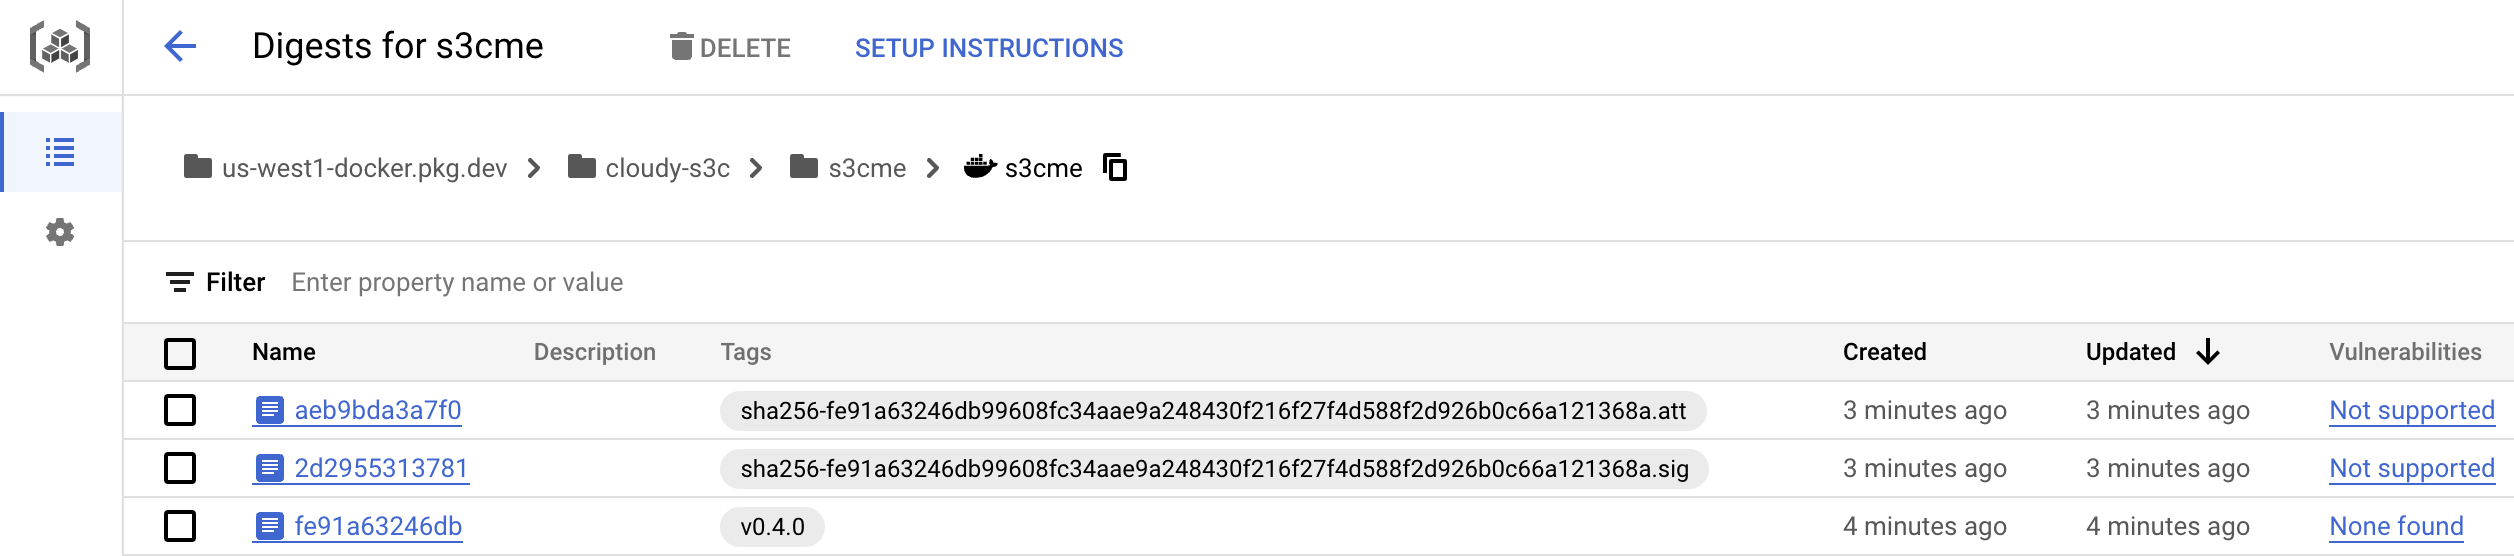 Digests for s3cme DELETE SETUP INSTRUCTIONS
us-west1-docker.pkg.dev cloudy-s3c s3cme s3cme
Filter Enter property name or value
Name Description Tags Created Updated Vulnerabilities
aeb9bda3a7f0 sha256-fe91a63246db99608fc34aae9a248430f216f27f4d588f2d926b0c66a121368a.att 3 minutes ago 3 minutes ago Not supported
2d2955313781 sha256-fe91a63246db99608fc34aae9a248430f216f27f4d588f2d926b0c66a121368a.sig 3 minutes ago 3 minutes ago Not supported
fe91a63246db v0.4.0 4 minutes ago 4 minutes ago None found